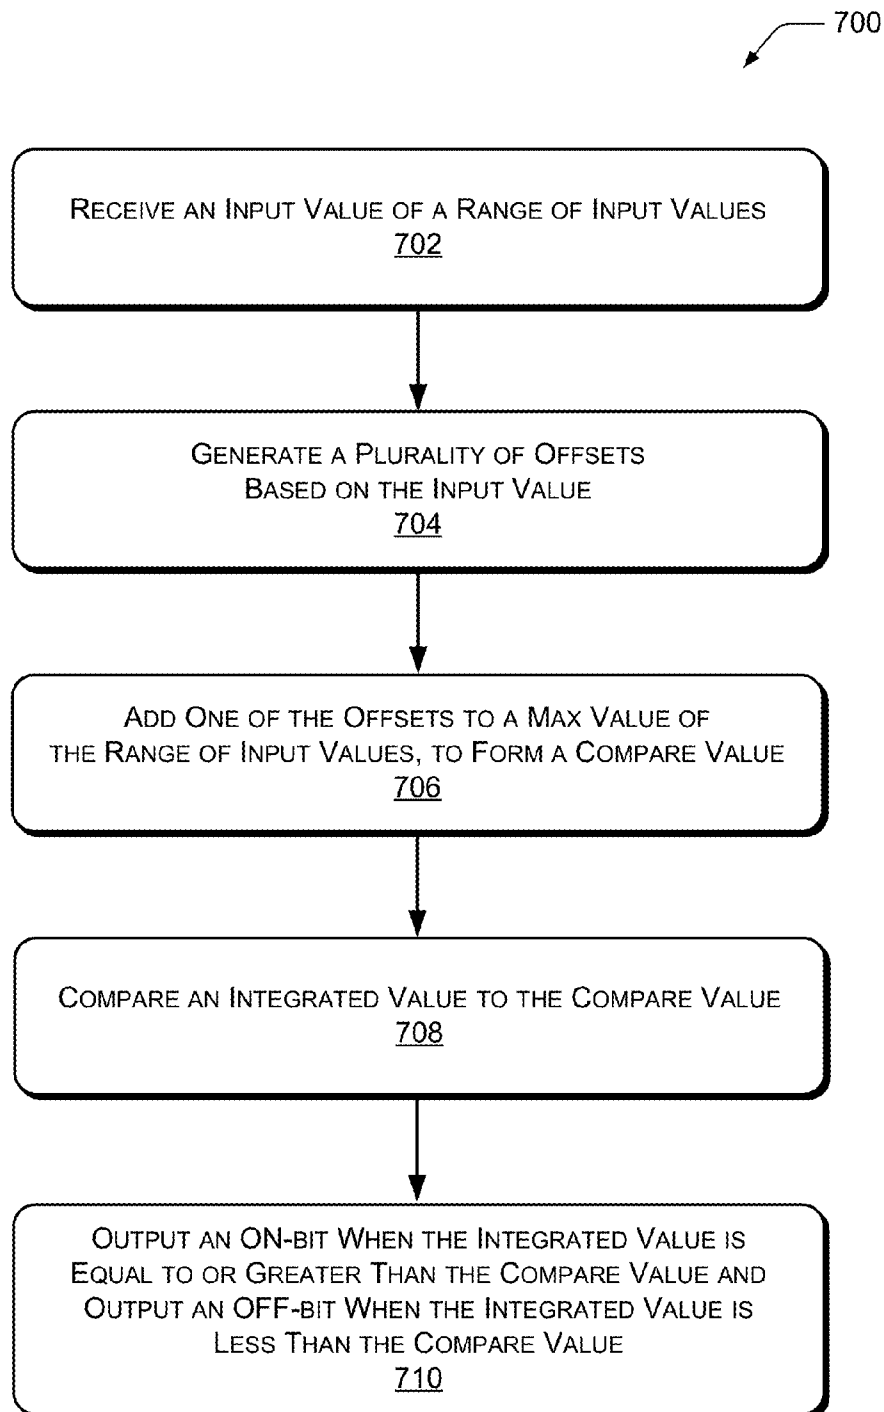 700
RECEIVE AN INPUT VALUE OF A RANGE OF INPUT VALUES
702
GENERATE A PLURALITY OF OFFSETS
BASED ON THE INPUT VALUE
704
ADD ONE OF THE OFFSETS TO A MAX VALUE OF
THE RANGE OF INPUT VALUES, TO FORM A COMPARE VALUE
706
COMPARE AN INTEGRATED VALUE TO THE COMPARE VALUE
708
OUTPUT AN ON-BIT WHEN THE INTEGRATED VALUE IS
EQUAL TO OR GREATER THAN THE COMPARE VALUE AND
OUTPUT AN OFF-BIT WHEN THE INTEGRATED VALUE IS
LESS THAN THE COMPARE VALUE
710